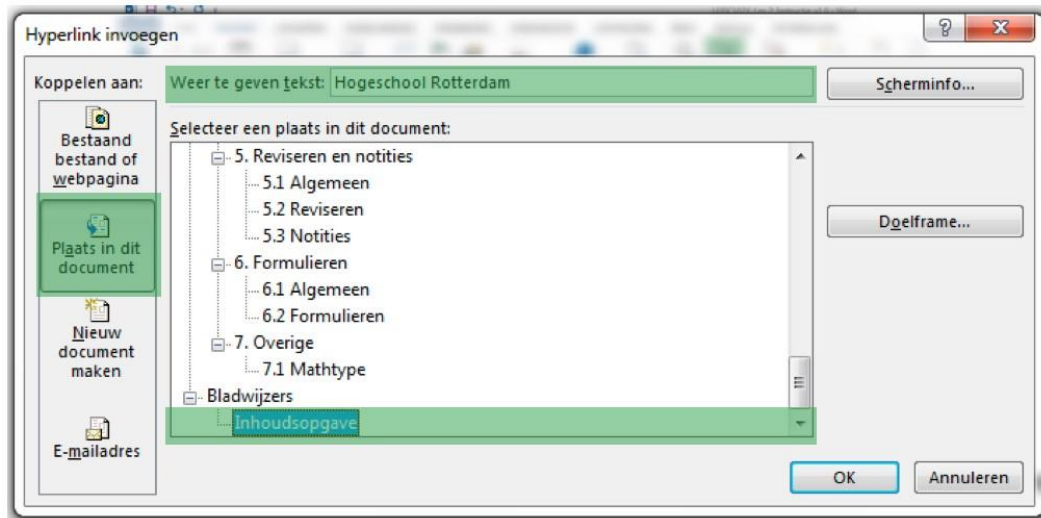 Hyperlink invoegen
Koppelen aan:
Weer te geven tekst: Hogeschool Rotterdam
Scherminfo...
Bestaand
bestand of
webpagina
Plaats in dit
document
Nieuw
document
maken
E-mailadres
Selecteer een plaats in dit document:
5. Reviseren en notities
5.1 Algemeen
5.2 Reviseren
5.3 Notities
6. Formulieren
6.1 Algemeen
6.2 Formulieren
7. Overige
7.1 Mathtype
Bladwijzers
Inhoudsopgave
Doelframe...
OK
Annuleren